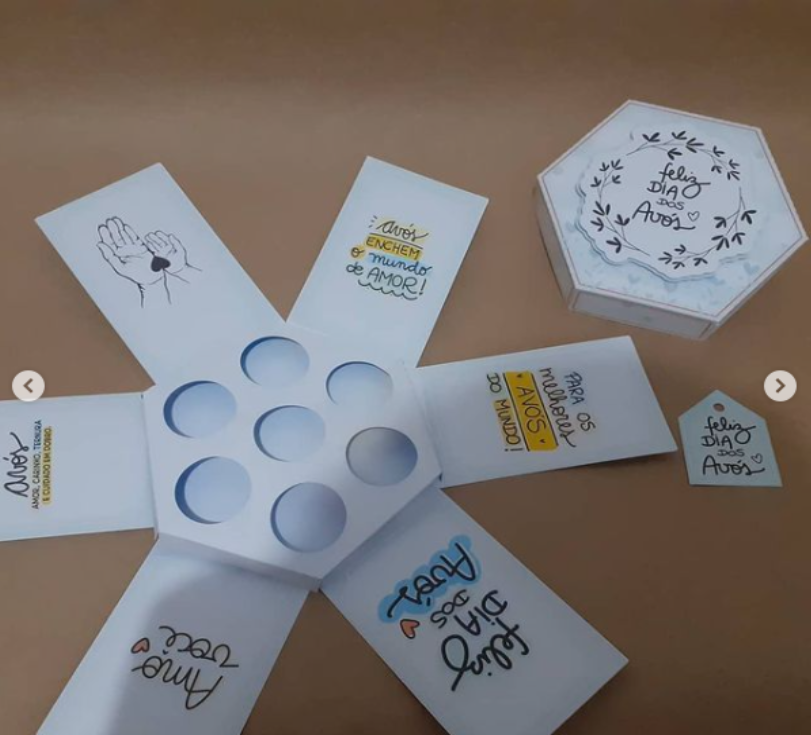 avós
ENCHEM
o mundo
de AMOR!
feliz
DIA
DOS
Avós
PARA OS
melhores
AVÓS
DO MUNDO!
feliz
DIA
DOS
Avós
avós
AMOR, CARINHO, TERNURA
E CUIDADO EM DOBRO.
feliz
DIA
DOS
Avós
Amo
você